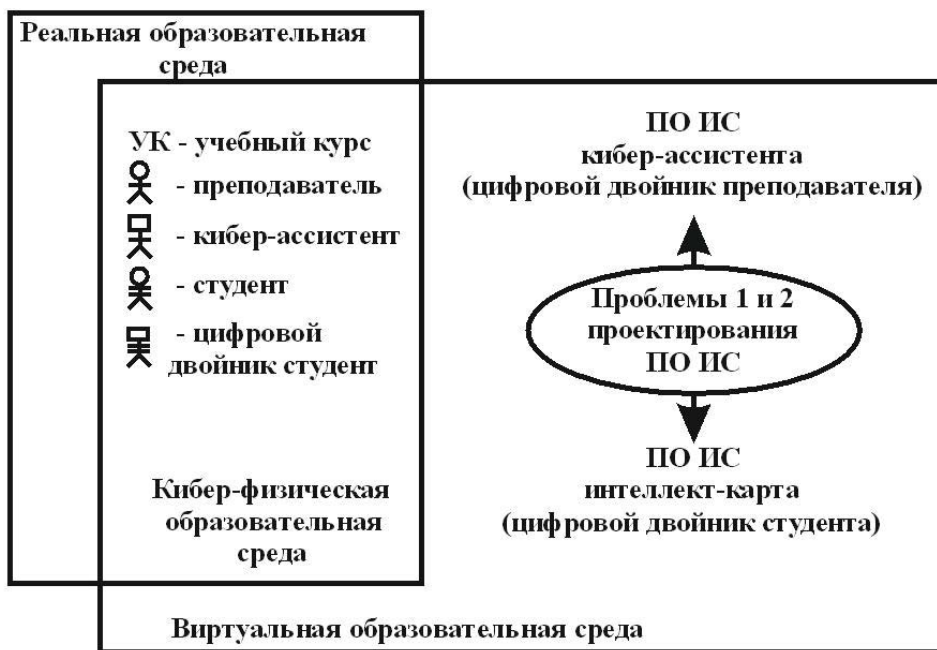 Реальная образовательная
среда
УК - учебный курс
- преподаватель
- кибер-ассистент
- студент
- цифровой
двойник студент
Кибер-физическая
образовательная
среда
ПО ИС
кибер-ассистента
(цифровой двойник преподавателя)
Проблемы 1 и 2
проектирования
ПО ИС
ПО ИС
интеллект-карта
(цифровой двойник студента)
Виртуальная образовательная среда